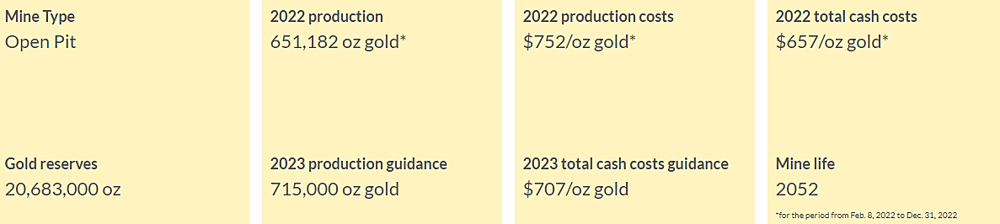 Mine Type
Open Pit
2022 production
651,182 oz gold*
2022 production costs
$752/oz gold*
2022 total cash costs
$657/oz gold*
Gold reserves
20,683,000 oz
2023 production guidance
715,000 oz gold
2023 total cash costs guidance
$707/oz gold
Mine life
2052
*for the period from Feb. 8, 2022 to Dec. 31, 2022